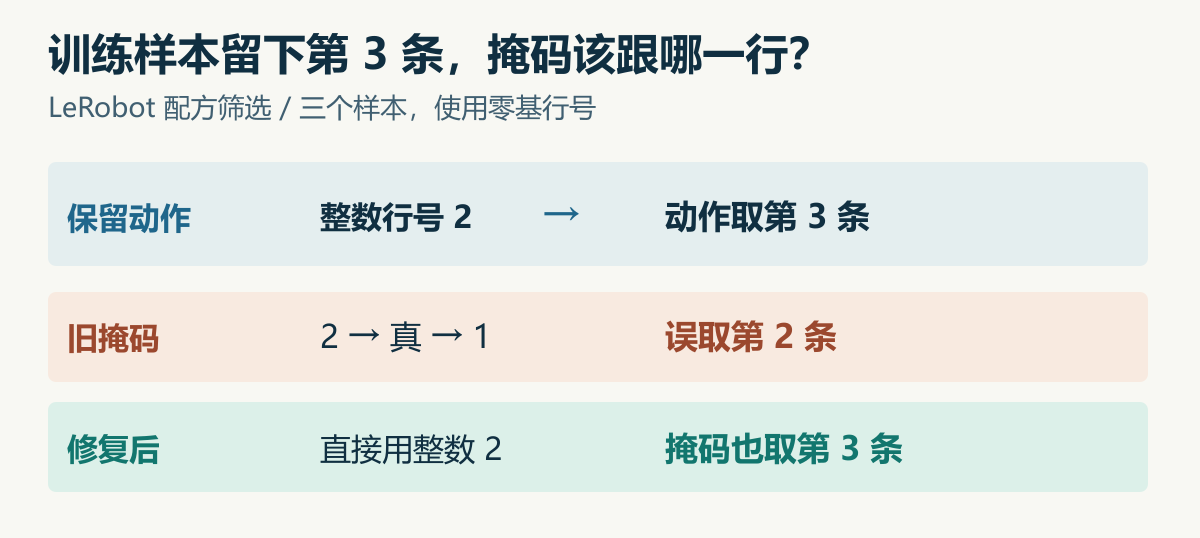 训练样本留下第 3 条，掩码该跟哪一行？
LeRobot 配方筛选 / 三个样本，使用零基行号
保留动作 整数行号 2 → 动作取第 3 条
旧掩码 2 → 真 → 1 误取第 2 条
修复后 直接用整数 2 掩码也取第 3 条